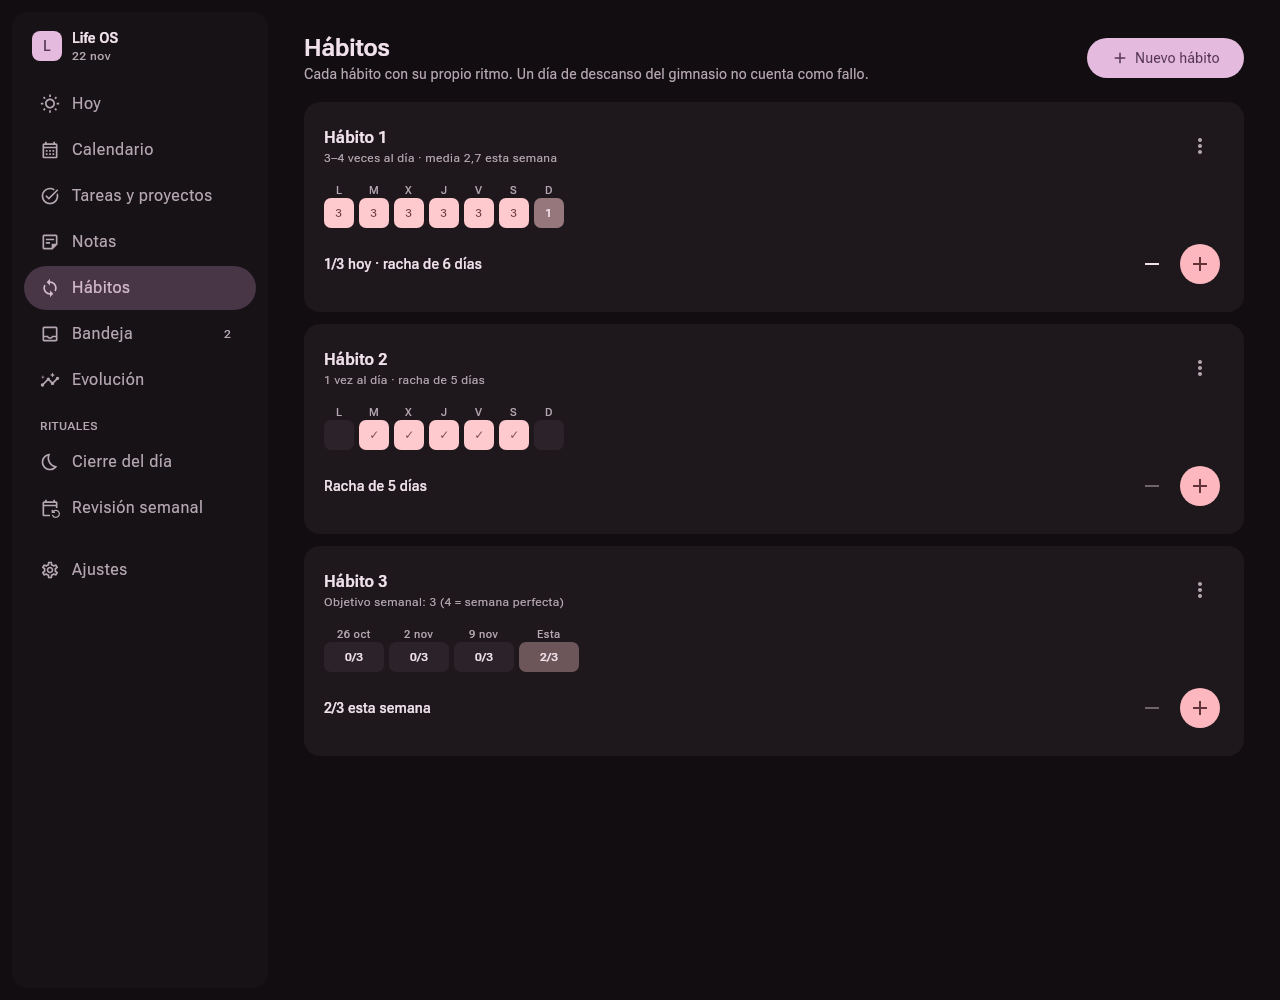 L
Life OS
22 nov
Hoy
Calendario
Tareas y proyectos
Notas
Hábitos
Bandeja 2
Evolución
RITUALES
Cierre del día
Revisión semanal
Ajustes
Hábitos
Cada hábito con su propio ritmo. Un día de descanso del gimnasio no cuenta como fallo.
Nuevo hábito
Hábito 1
3–4 veces al día · media 2,7 esta semana
L M X J V S D
3 3 3 3 3 3 1
1/3 hoy · racha de 6 días
Hábito 2
1 vez al día · racha de 5 días
L M X J V S D
✓ ✓ ✓ ✓ ✓
Racha de 5 días
Hábito 3
Objetivo semanal: 3 (4 = semana perfecta)
26 oct 2 nov 9 nov Esta
0/3 0/3 0/3 2/3
2/3 esta semana